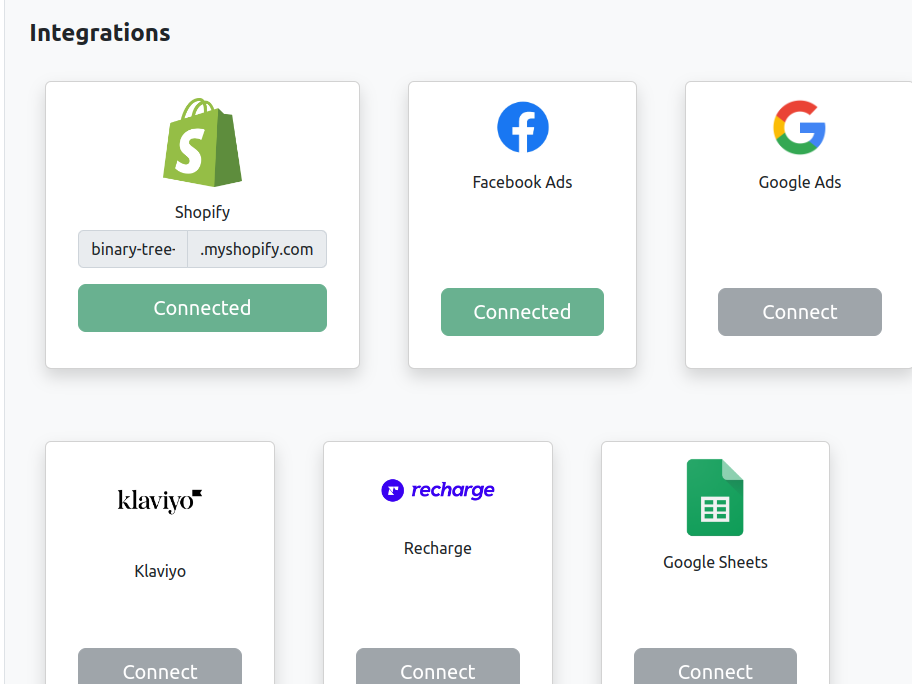 Integrations
Shopify
binary-tree- .myshopify.com
Connected
Facebook Ads
Connected
Google Ads
Connect
klaviyo
Klaviyo
Connect
recharge
Recharge
Connect
Google Sheets
Connect